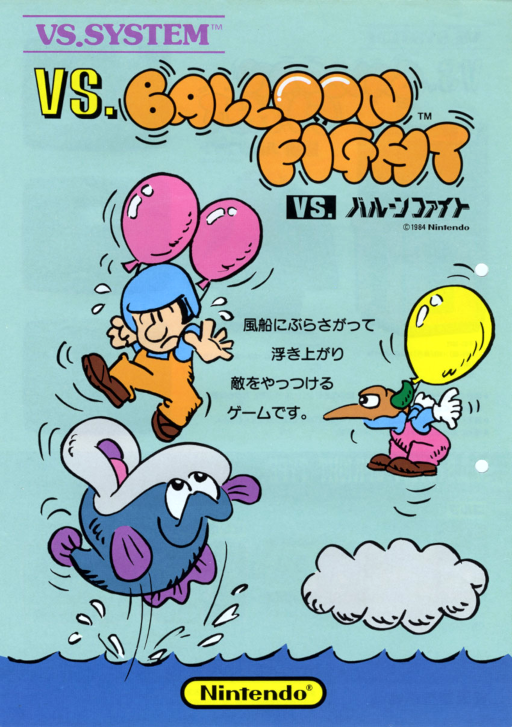 VS.SYSTEM™
VS. BALLOON
FIGHT™
VS. バルーンファイト
©1984 Nintendo
風船にぶらさがって
浮き上がり
敵をやっつける
ゲームです。
Nintendo®